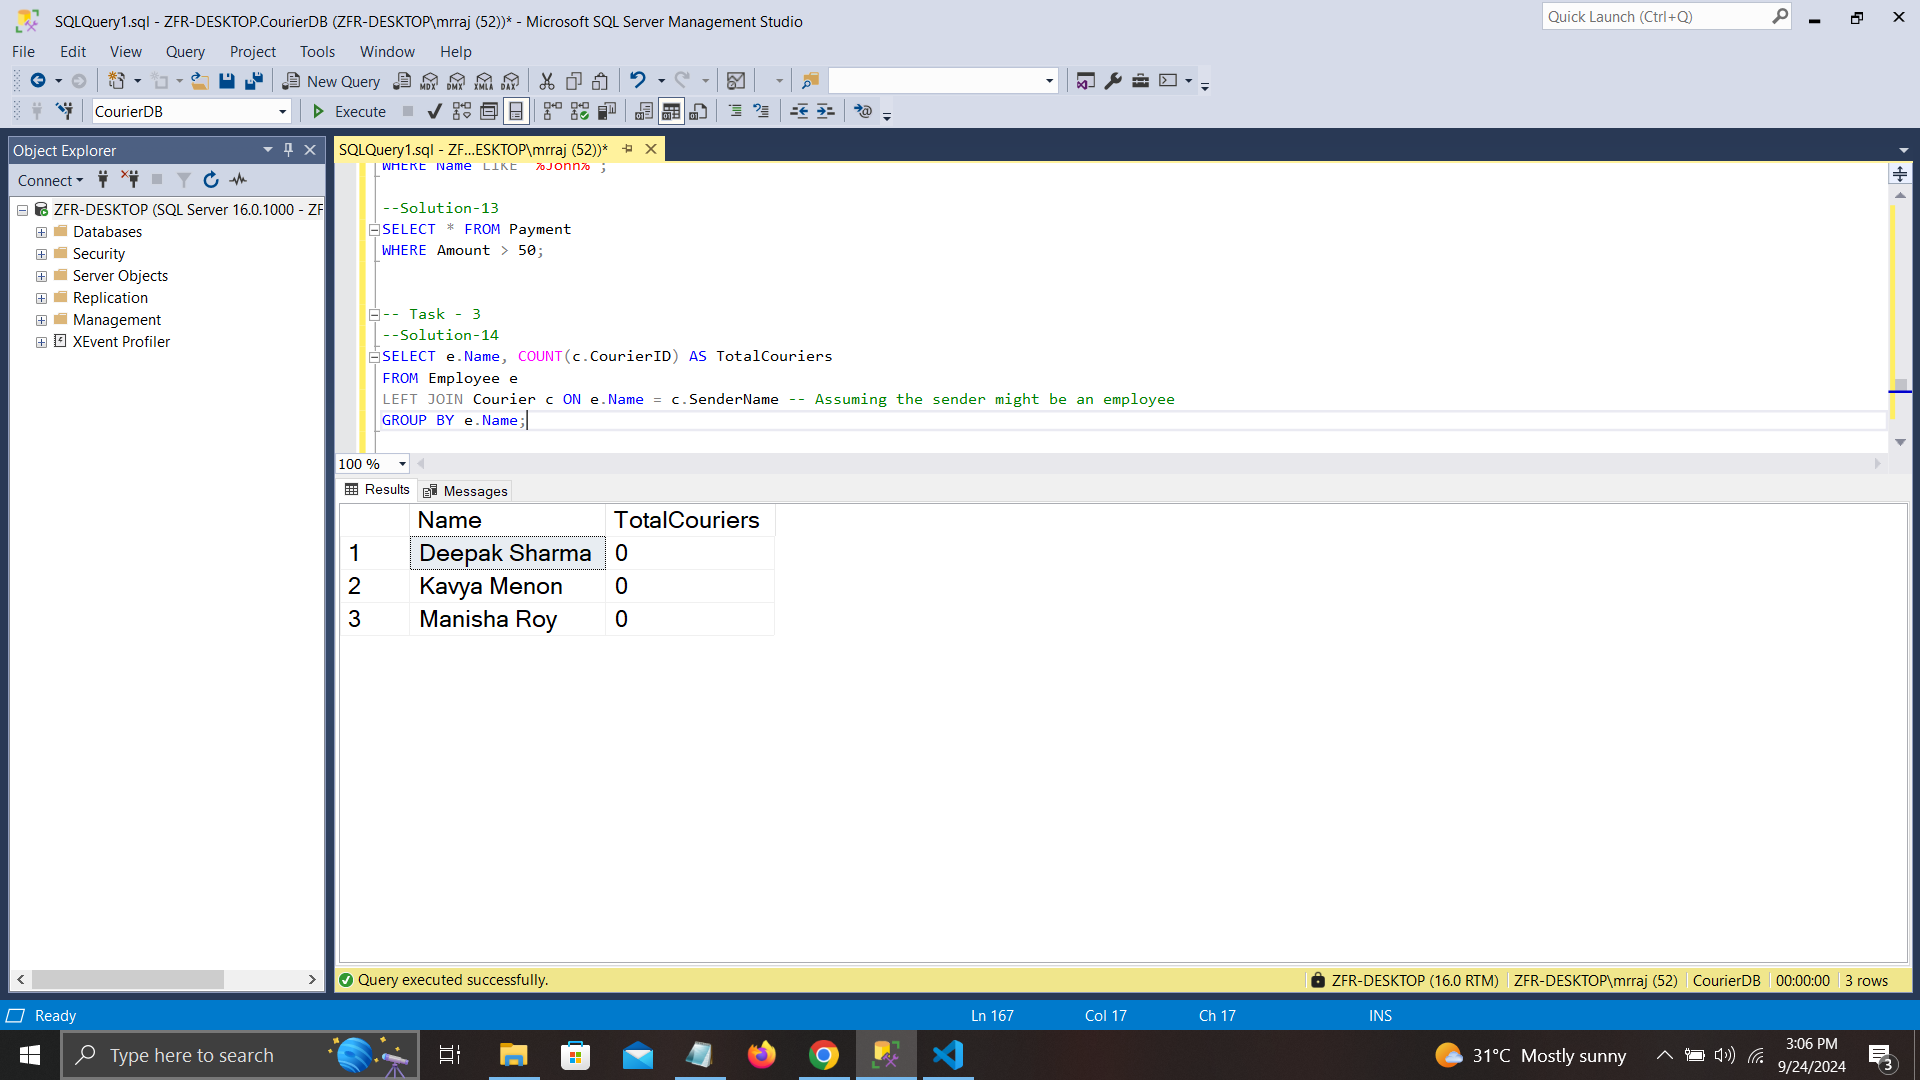 SQLQuery1.sql - ZFR-DESKTOP.CourierDB (ZFR-DESKTOP\mrraj (52))* - Microsoft SQL Server Management Studio
Quick Launch (Ctrl+Q)
File Edit View Query Project Tools Window Help
New Query MDX DMX XMLA DAX
CourierDB Execute
Object Explorer
Connect
ZFR-DESKTOP (SQL Server 16.0.1000 - ZF
Databases
Security
Server Objects
Replication
Management
XEvent Profiler
SQLQuery1.sql - ZF...ESKTOP\mrraj (52))*
WHERE Name LIKE '%John%';
--Solution-13
SELECT * FROM Payment
WHERE Amount > 50;
-- Task - 3
--Solution-14
SELECT e.Name, COUNT(c.CourierID) AS TotalCouriers
FROM Employee e
LEFT JOIN Courier c ON e.Name = c.SenderName -- Assuming the sender might be an employee
GROUP BY e.Name;
100 %
Results Messages
Name TotalCouriers
1 Deepak Sharma 0
2 Kavya Menon 0
3 Manisha Roy 0
Query executed successfully.
ZFR-DESKTOP (16.0 RTM) ZFR-DESKTOP\mrraj (52) CourierDB 00:00:00 3 rows
Ready Ln 167 Col 17 Ch 17 INS
Type here to search
31°C Mostly sunny
3:06 PM
9/24/2024
3